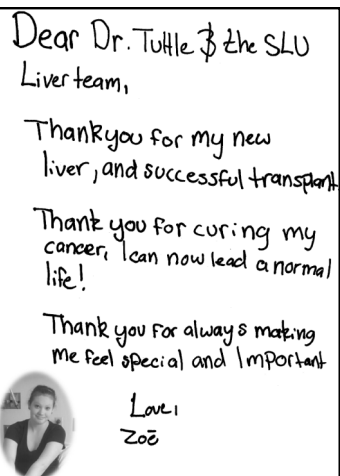 Dear Dr. Tuttle & the SLU
Liver team,
Thankyou for my new
liver, and successful transplant
Thank you for curing my
cancer, I can now lead a normal
life!
Thank you for always making
me feel special and Important
Love,
Zoē